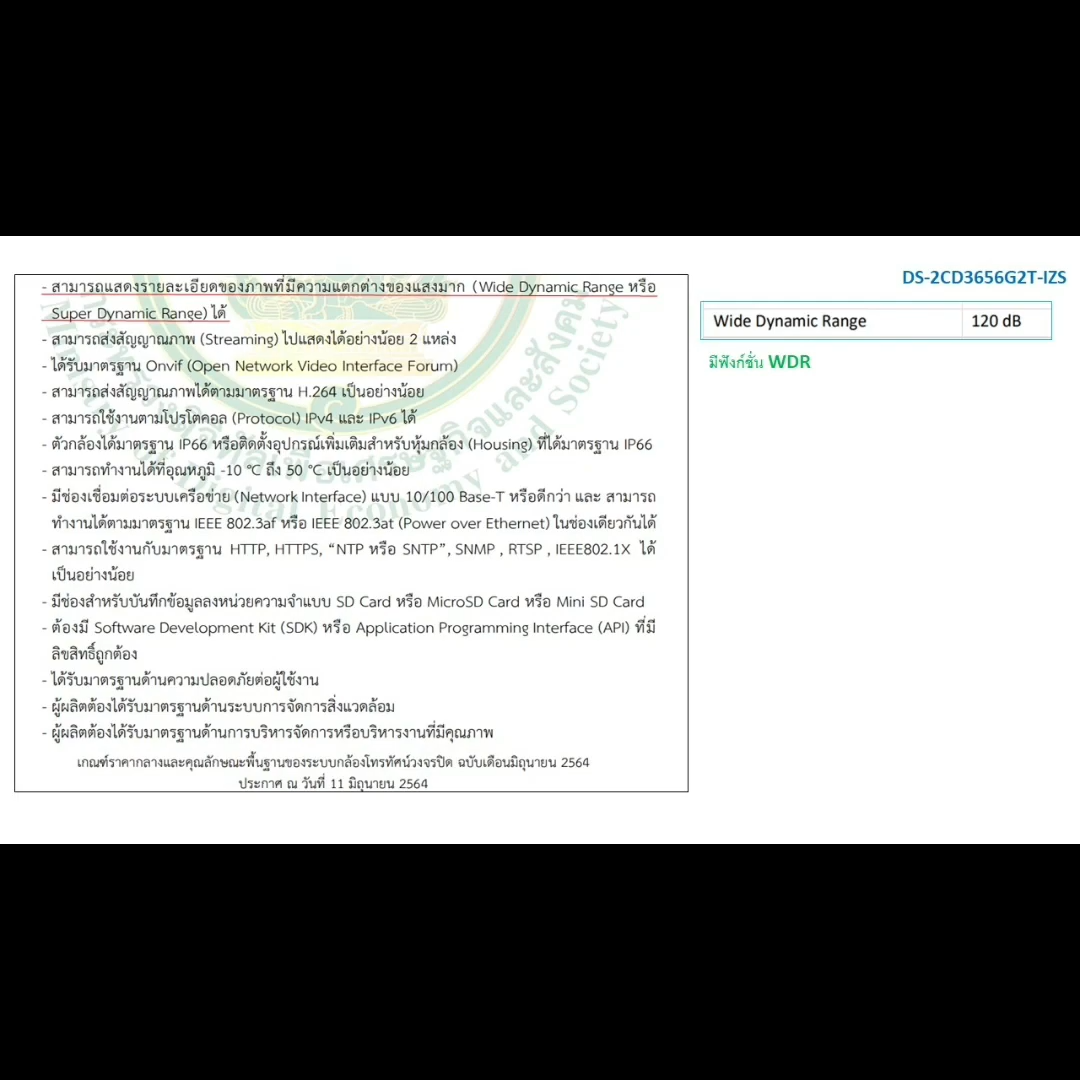 - สามารถแสดงรายละเอียดของภาพที่มีความแตกต่างของแสงมาก (Wide Dynamic Range หรือ
Super Dynamic Range) ได้
- สามารถส่งสัญญาณภาพ (Streaming) ไปแสดงได้อย่างน้อย 2 แหล่ง
- ได้รับมาตรฐาน Onvif (Open Network Video Interface Forum)
- สามารถส่งสัญญาณภาพได้ตามมาตรฐาน H.264 เป็นอย่างน้อย
- สามารถใช้งานตามโปรโตคอล (Protocol) IPv4 และ IPv6 ได้
- ตัวกล้องได้มาตรฐาน IP66 หรือติดตั้งอุปกรณ์เพิ่มเติมสำหรับหุ้มกล้อง (Housing) ที่ได้มาตรฐาน IP66
- สามารถทำงานได้ที่อุณหภูมิ -10 °C ถึง 50 °C เป็นอย่างน้อย
- มีช่องเชื่อมต่อระบบเครือข่าย (Network Interface) แบบ 10/100 Base-T หรือดีกว่า และ สามารถ
ทำงานได้ตามมาตรฐาน IEEE 802.3af หรือ IEEE 802.3at (Power over Ethernet) ในช่องเดียวกันได้
- สามารถใช้งานกับมาตรฐาน HTTP, HTTPS, “NTP หรือ SNTP”, SNMP , RTSP , IEEE802.1X ได้
เป็นอย่างน้อย
- มีช่องสำหรับบันทึกข้อมูลลงหน่วยความจำแบบ SD Card หรือ MicroSD Card หรือ Mini SD Card
- ต้องมี Software Development Kit (SDK) หรือ Application Programming Interface (API) ที่มี
ลิขสิทธิ์ถูกต้อง
- ได้รับมาตรฐานด้านความปลอดภัยต่อผู้ใช้งาน
- ผู้ผลิตต้องได้รับมาตรฐานด้านระบบการจัดการสิ่งแวดล้อม
- ผู้ผลิตต้องได้รับมาตรฐานด้านการบริหารจัดการหรือบริหารงานที่มีคุณภาพ
เกณฑ์ราคากลางและคุณลักษณะพื้นฐานของระบบกล้องโทรทัศน์วงจรปิด ฉบับเดือนมิถุนายน 2564
ประกาศ ณ วันที่ 11 มิถุนายน 2564
DS-2CD3656G2T-IZS
Wide Dynamic Range 120 dB
มีฟังก์ชั่น WDR